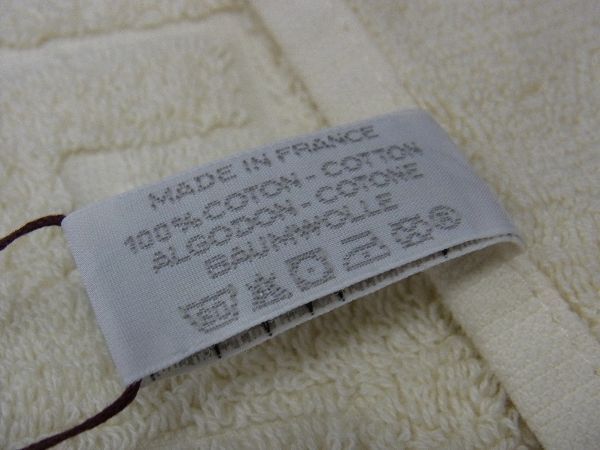 MADE IN FRANCE
100% COTON - COTTON
ALGODON - COTONE
BAUMWOLLE